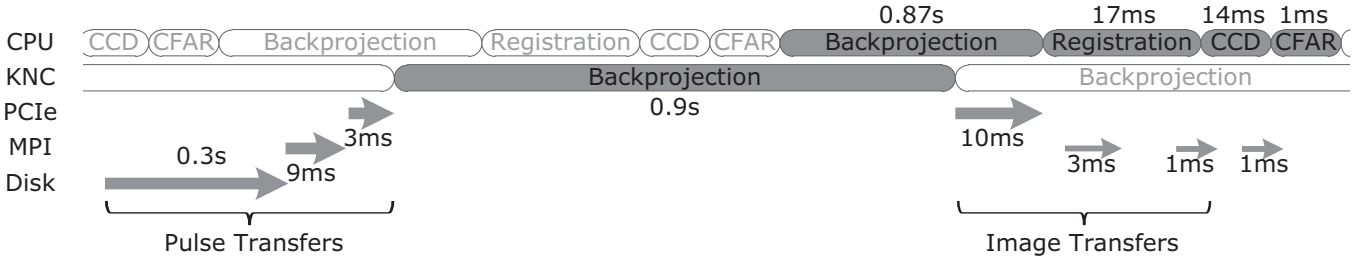 0.87s 17ms 14ms 1ms
CPU CCD CFAR Backprojection Registration CCD CFAR Backprojection Registration CCD CFAR
KNC Backprojection Backprojection
PCIe 3ms 0.9s 10ms
MPI 9ms 3ms 1ms 1ms
Disk 0.3s
Pulse Transfers Image Transfers